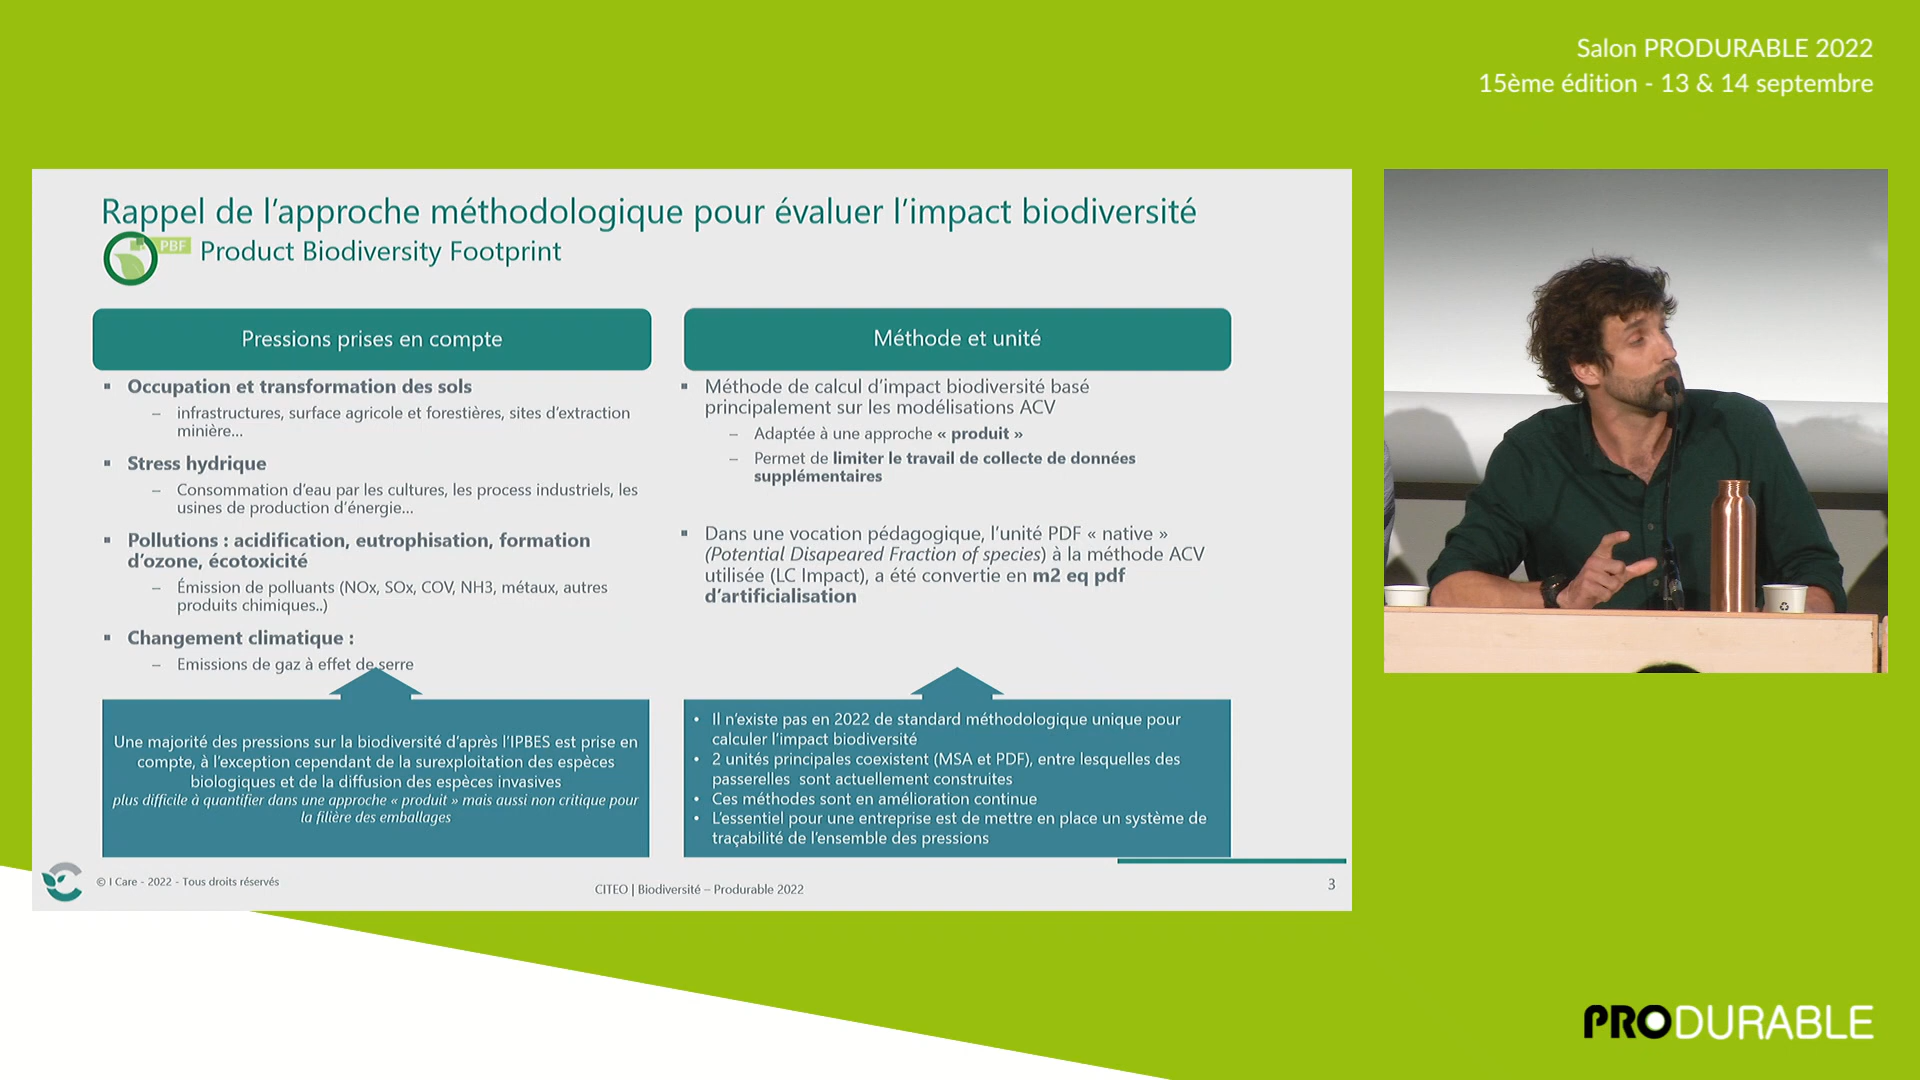 Salon PRODURABLE 2022
15ème édition - 13 & 14 septembre
Rappel de l'approche méthodologique pour évaluer l'impact biodiversité
PBF
Product Biodiversity Footprint
Pressions prises en compte
▪ Occupation et transformation des sols
– infrastructures, surface agricole et forestières, sites d'extraction
minière...
▪ Stress hydrique
– Consommation d'eau par les cultures, les process industriels, les
usines de production d'énergie...
▪ Pollutions : acidification, eutrophisation, formation
d'ozone, écotoxicité
– Émission de polluants (NOx, SOx, COV, NH3, métaux, autres
produits chimiques..)
▪ Changement climatique :
– Emissions de gaz à effet de serre
Une majorité des pressions sur la biodiversité d'après l'IPBES est prise en
compte, à l'exception cependant de la surexploitation des espèces
biologiques et de la diffusion des espèces invasives
plus difficile à quantifier dans une approche « produit » mais aussi non critique pour
la filière des emballages
Méthode et unité
▪ Méthode de calcul d'impact biodiversité basé
principalement sur les modélisations ACV
– Adaptée à une approche « produit »
– Permet de limiter le travail de collecte de données
supplémentaires
▪ Dans une vocation pédagogique, l'unité PDF « native »
(Potential Disapeared Fraction of species) à la méthode ACV
utilisée (LC Impact), a été convertie en m2 eq pdf
d'artificialisation
• Il n'existe pas en 2022 de standard méthodologique unique pour
calculer l'impact biodiversité
• 2 unités principales coexistent (MSA et PDF), entre lesquelles des
passerelles sont actuellement construites
• Ces méthodes sont en amélioration continue
• L'essentiel pour une entreprise est de mettre en place un système de
traçabilité de l'ensemble des pressions
© I Care - 2022 - Tous droits réservés
CITEO | Biodiversité – Produrable 2022
3
PRODURABLE